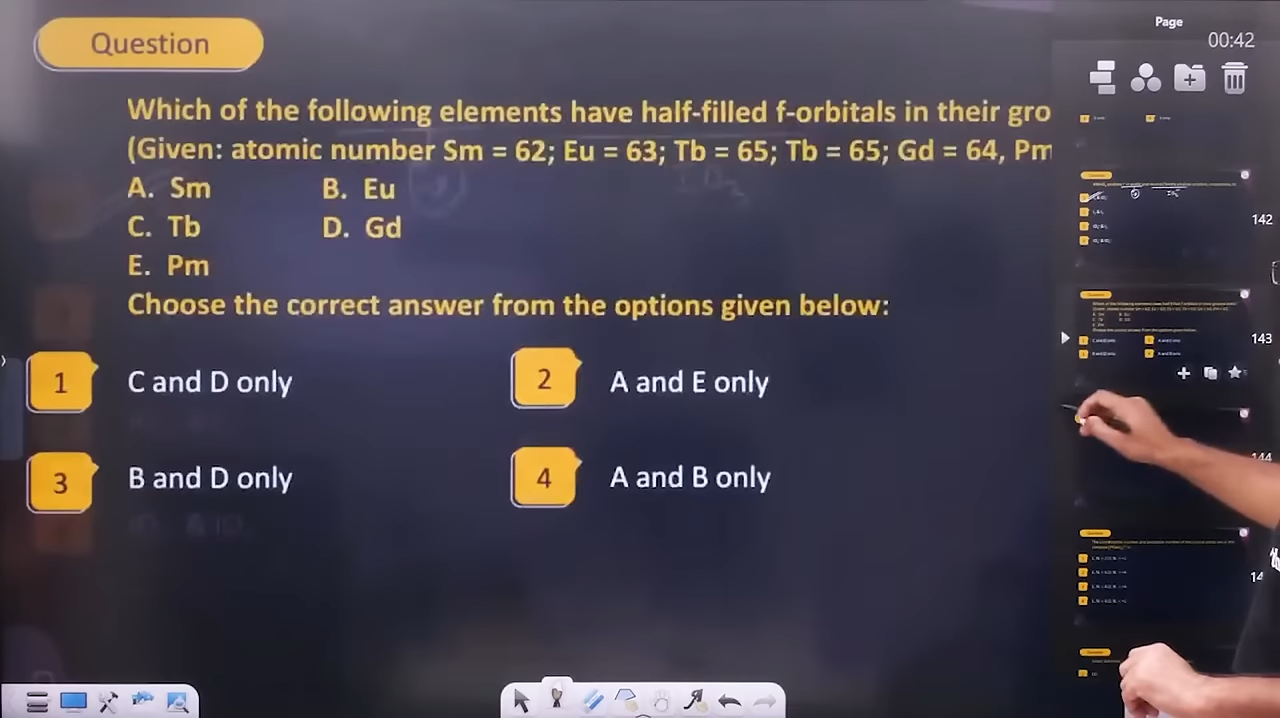 Question
Page
00:42
Which of the following elements have half-filled f-orbitals in their gro
(Given: atomic number Sm = 62; Eu = 63; Tb = 65; Tb = 65; Gd = 64, Pm
A. Sm B. Eu
C. Tb D. Gd
E. Pm
Choose the correct answer from the options given below:
1 C and D only 2 A and E only
3 B and D only 4 A and B only
142
143
144